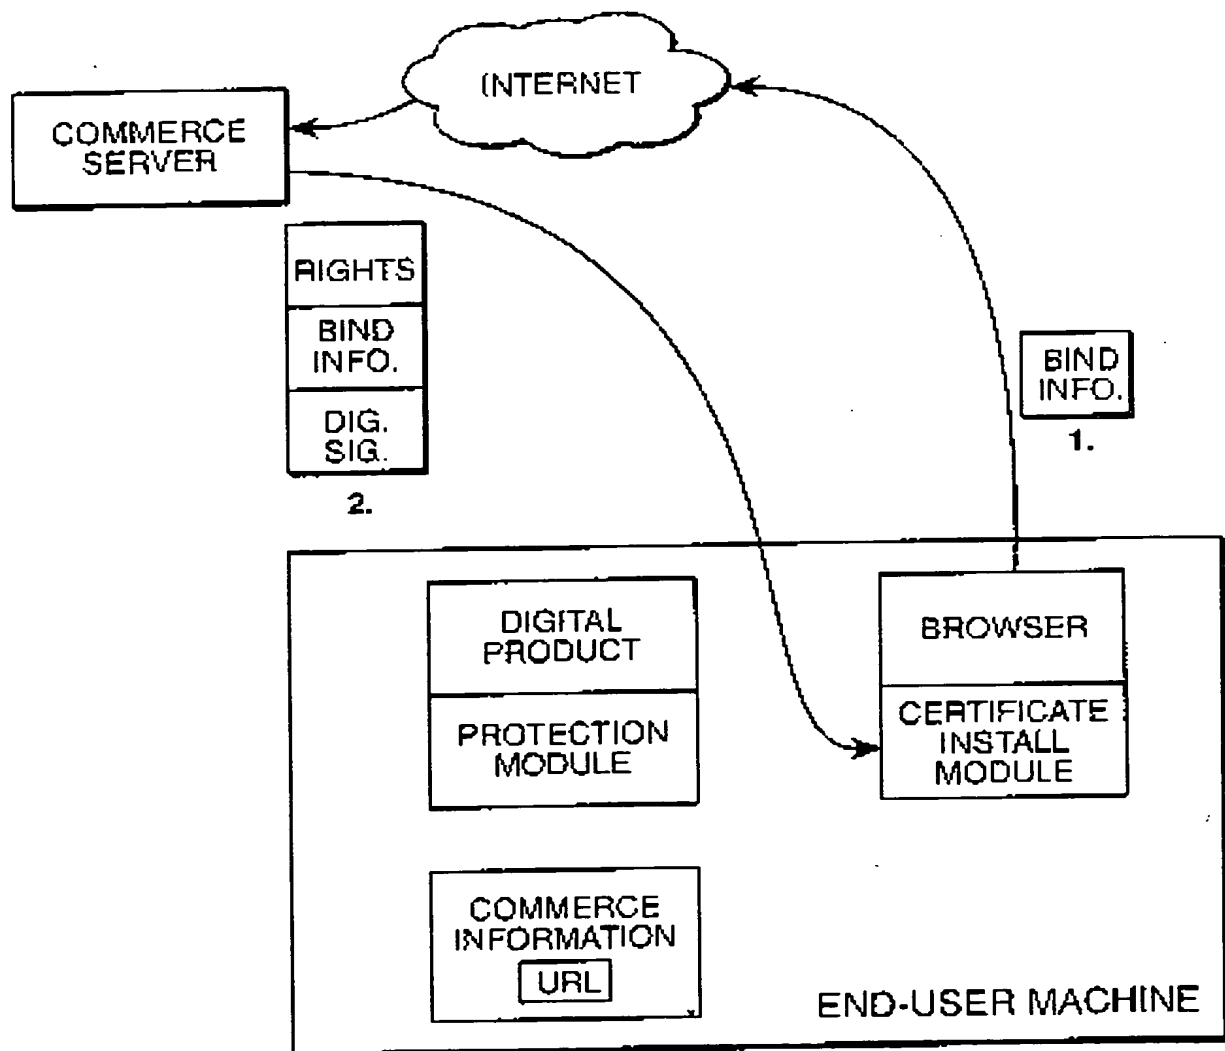 INTERNET
COMMERCE
SERVER
RIGHTS
BIND
INFO.
DIG.
SIG.
2.
BIND
INFO.
1.
DIGITAL
PRODUCT
PROTECTION
MODULE
BROWSER
CERTIFICATE
INSTALL
MODULE
COMMERCE
INFORMATION
URL
END-USER MACHINE